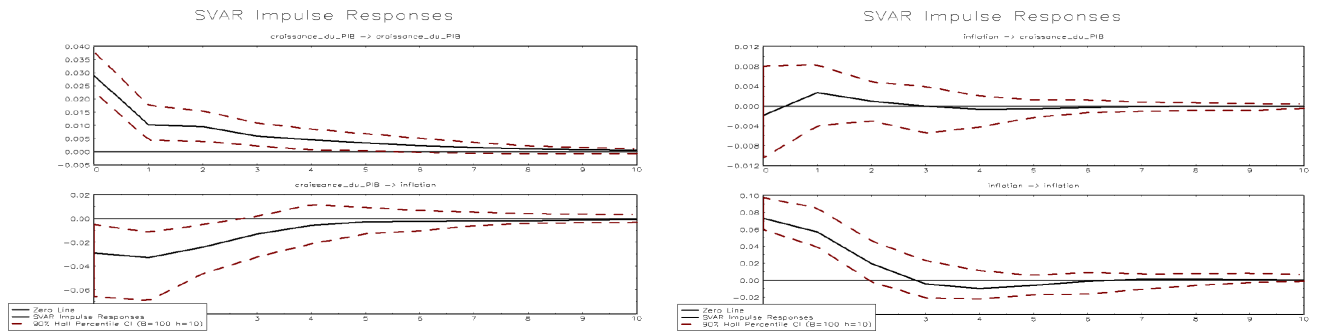 SVAR Impulse Responses
croissance_du_PIB -> croissance_du_PIB
0.040
0.035
0.030
0.025
0.020
0.015
0.010
0.005
0.000
-0.005
0 1 2 3 4 5 6 7 8 9 10
croissance_du_PIB -> inflation
0.02
0.00
-0.02
-0.04
-0.06
3 4 5 6 7 8 9 10
Zero Line
SVAR Impulse Responses
90% Hall Percentile CI (B=100 h=10)
SVAR Impulse Responses
inflation -> croissance_du_PIB
0.012
0.008
0.004
0.000
-0.004
-0.008
-0.012
0 1 2 3 4 5 6 7 8 9 10
inflation -> inflation
0.10
0.08
0.06
0.04
0.02
0.00
-0.02
3 4 5 6 7 8 9 10
Zero Line
SVAR Impulse Responses
90% Hall Percentile CI (B=100 h=10)